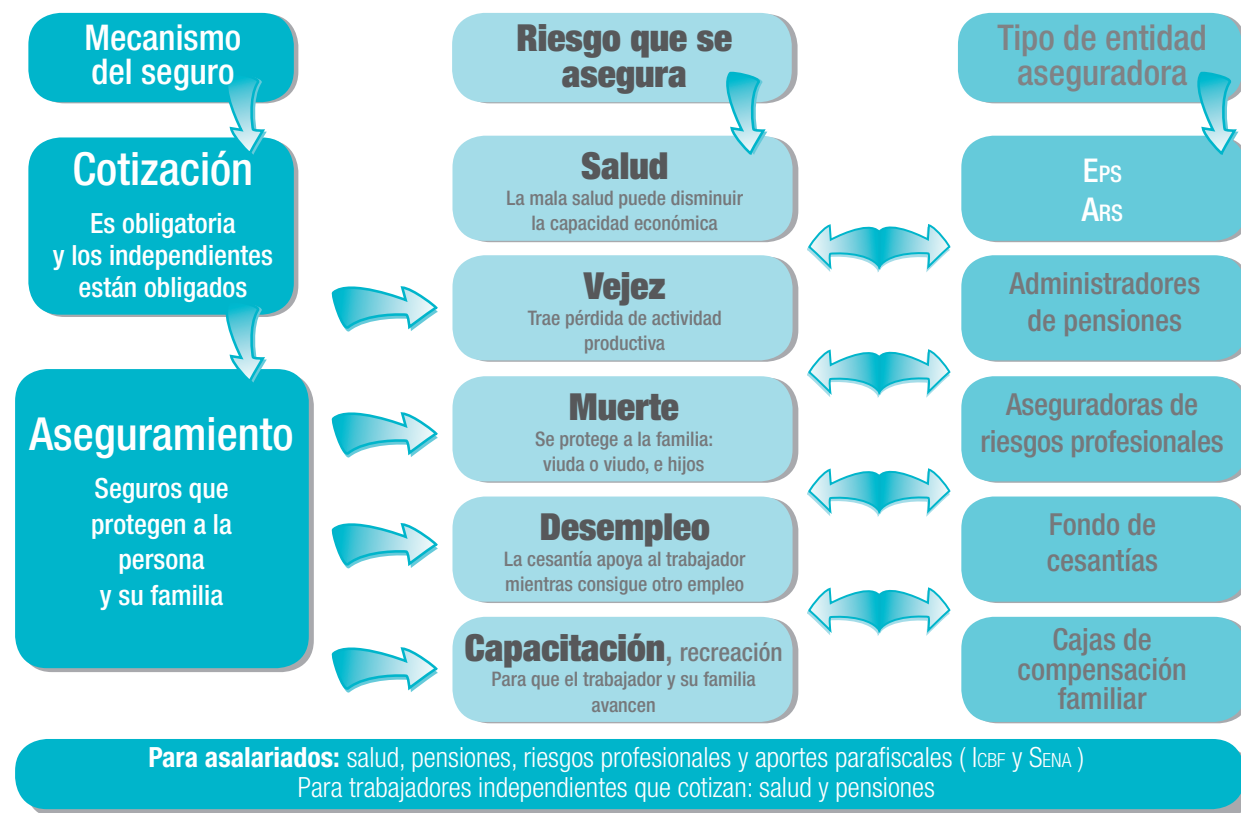 Mecanismo
del seguro
Cotización
Es obligatoria
y los independientes
están obligados
Aseguramiento
Seguros que
protegen a la
persona
y su familia
Riesgo que se
asegura
Salud
La mala salud puede disminuir
la capacidad económica
Vejez
Trae pérdida de actividad
productiva
Muerte
Se protege a la familia:
viuda o viudo, e hijos
Desempleo
La cesantía apoya al trabajador
mientras consigue otro empleo
Capacitación, recreación
Para que el trabajador y su familia
avancen
Tipo de entidad
aseguradora
EPS
ARS
Administradores
de pensiones
Aseguradoras de
riesgos profesionales
Fondo de
cesantías
Cajas de
compensación
familiar
Para asalariados: salud, pensiones, riesgos profesionales y aportes parafiscales ( ICBF y SENA )
Para trabajadores independientes que cotizan: salud y pensiones